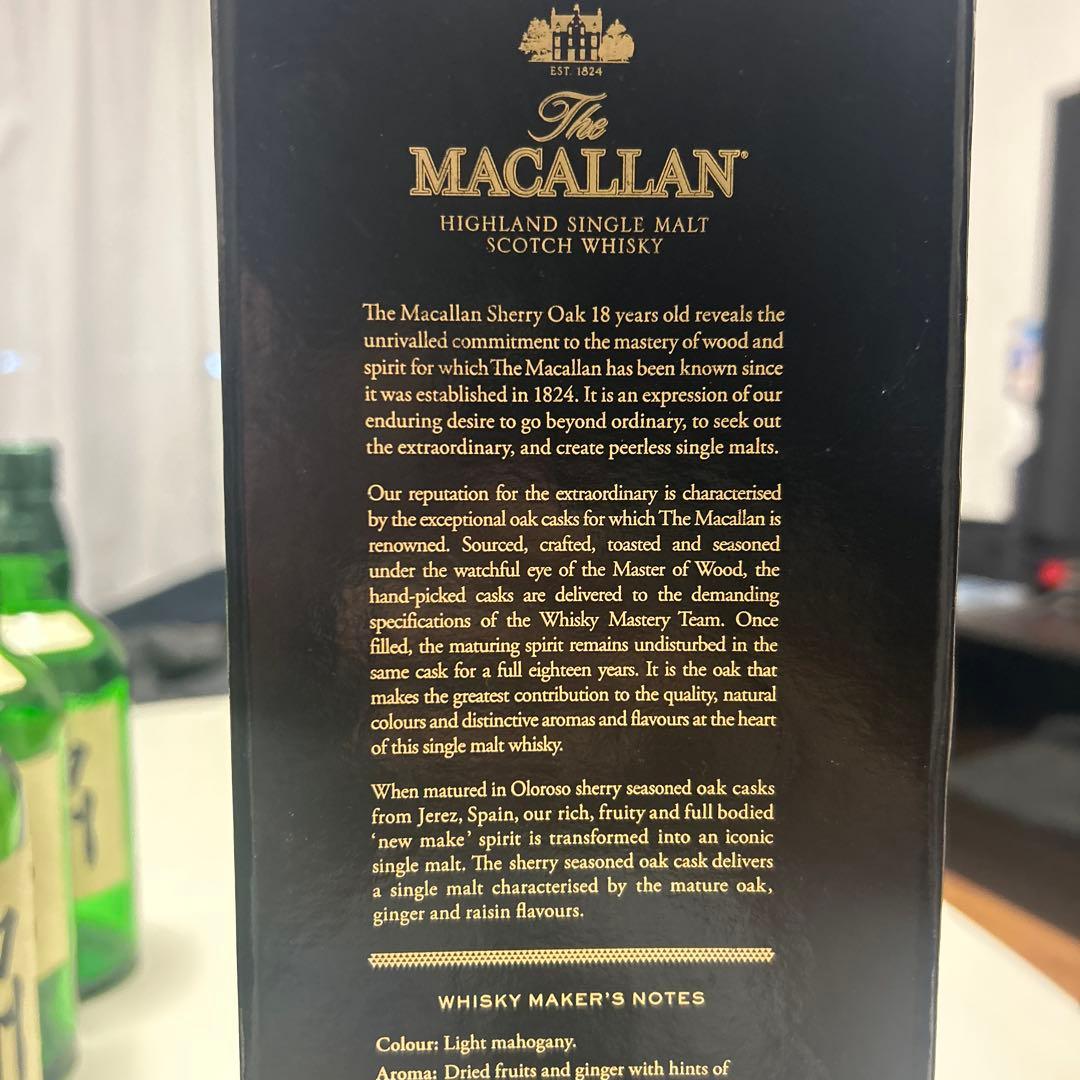 EST. 1824
The
MACALLAN®
HIGHLAND SINGLE MALT
SCOTCH WHISKY
The Macallan Sherry Oak 18 years old reveals the
unrivalled commitment to the mastery of wood and
spirit for which The Macallan has been known since
it was established in 1824. It is an expression of our
enduring desire to go beyond ordinary, to seek out
the extraordinary, and create peerless single malts.
Our reputation for the extraordinary is characterised
by the exceptional oak casks for which The Macallan is
renowned. Sourced, crafted, toasted and seasoned
under the watchful eye of the Master of Wood, the
hand-picked casks are delivered to the demanding
specifications of the Whisky Mastery Team. Once
filled, the maturing spirit remains undisturbed in the
same cask for a full eighteen years. It is the oak that
makes the greatest contribution to the quality, natural
colours and distinctive aromas and flavours at the heart
of this single malt whisky.
When matured in Oloroso sherry seasoned oak casks
from Jerez, Spain, our rich, fruity and full bodied
‘new make’ spirit is transformed into an iconic
single malt. The sherry seasoned oak cask delivers
a single malt characterised by the mature oak,
ginger and raisin flavours.
WHISKY MAKER'S NOTES
Colour: Light mahogany.
Aroma: Dried fruits and ginger with hints of